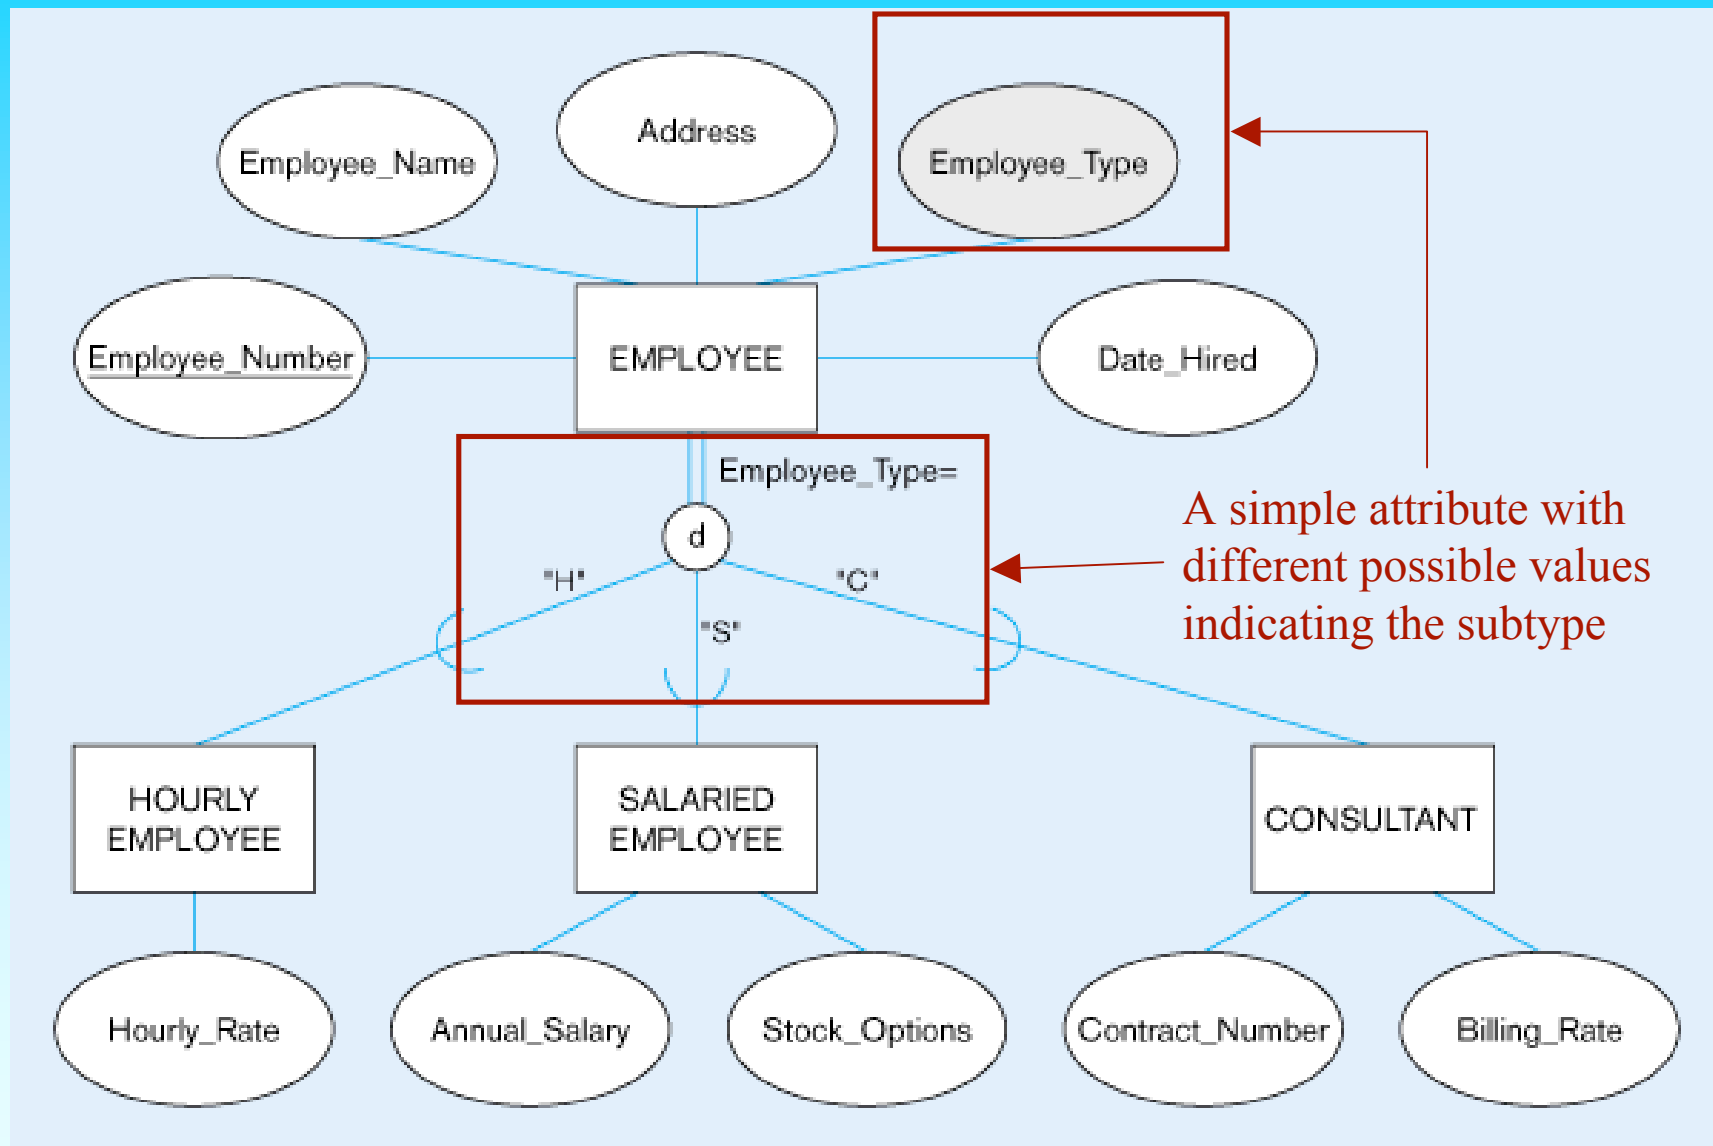 Address
Employee_Name
Employee_Type
Employee_Number
EMPLOYEE
Date_Hired
Employee_Type=
d
"H"
"S"
"C"
A simple attribute with
different possible values
indicating the subtype
HOURLY
EMPLOYEE
SALARIED
EMPLOYEE
CONSULTANT
Hourly_Rate
Annual_Salary
Stock_Options
Contract_Number
Billing_Rate